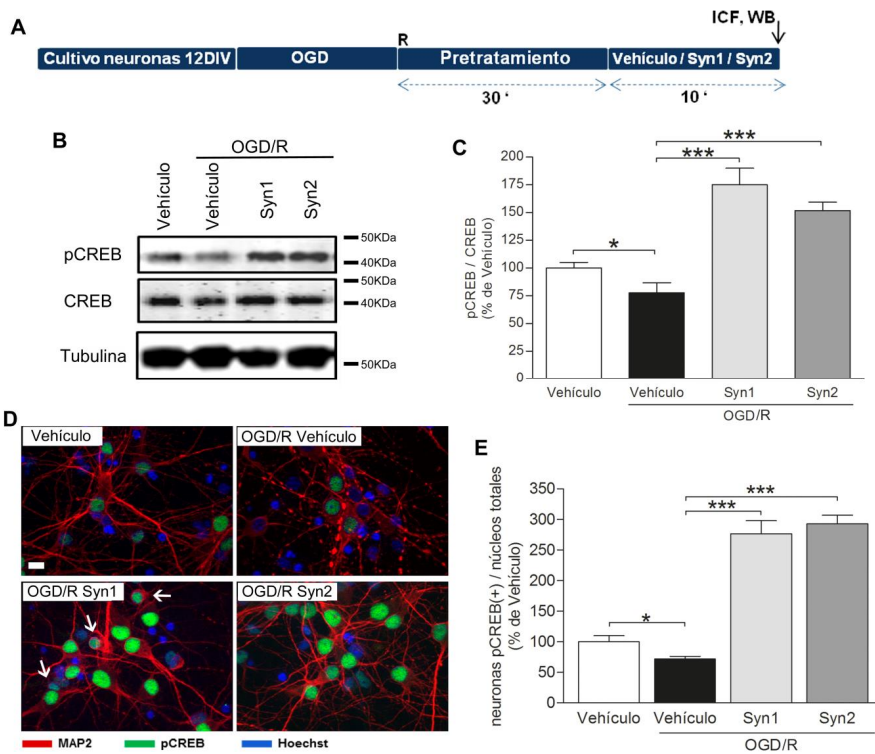 A
R
ICF, WB
Cultivo neuronas 12DIV
OGD
Pretratamiento
Vehículo / Syn1 / Syn2
30 ‘
10 ‘
B
OGD/R
Vehículo
Vehículo
Syn1
Syn2
pCREB
50KDa
40KDa
CREB
50KDa
40KDa
Tubulina
50KDa
C
pCREB / CREB
(% de Vehículo)
200
175
150
125
100
75
50
25
0
*
***
***
Vehículo
Vehículo
Syn1
Syn2
OGD/R
D
Vehículo
OGD/R Vehículo
OGD/R Syn1
OGD/R Syn2
MAP2
pCREB
Hoechst
E
neuronas pCREB(+) / núcleos totales
(% de Vehículo)
350
300
250
200
150
100
50
0
*
***
***
Vehículo
Vehículo
Syn1
Syn2
OGD/R